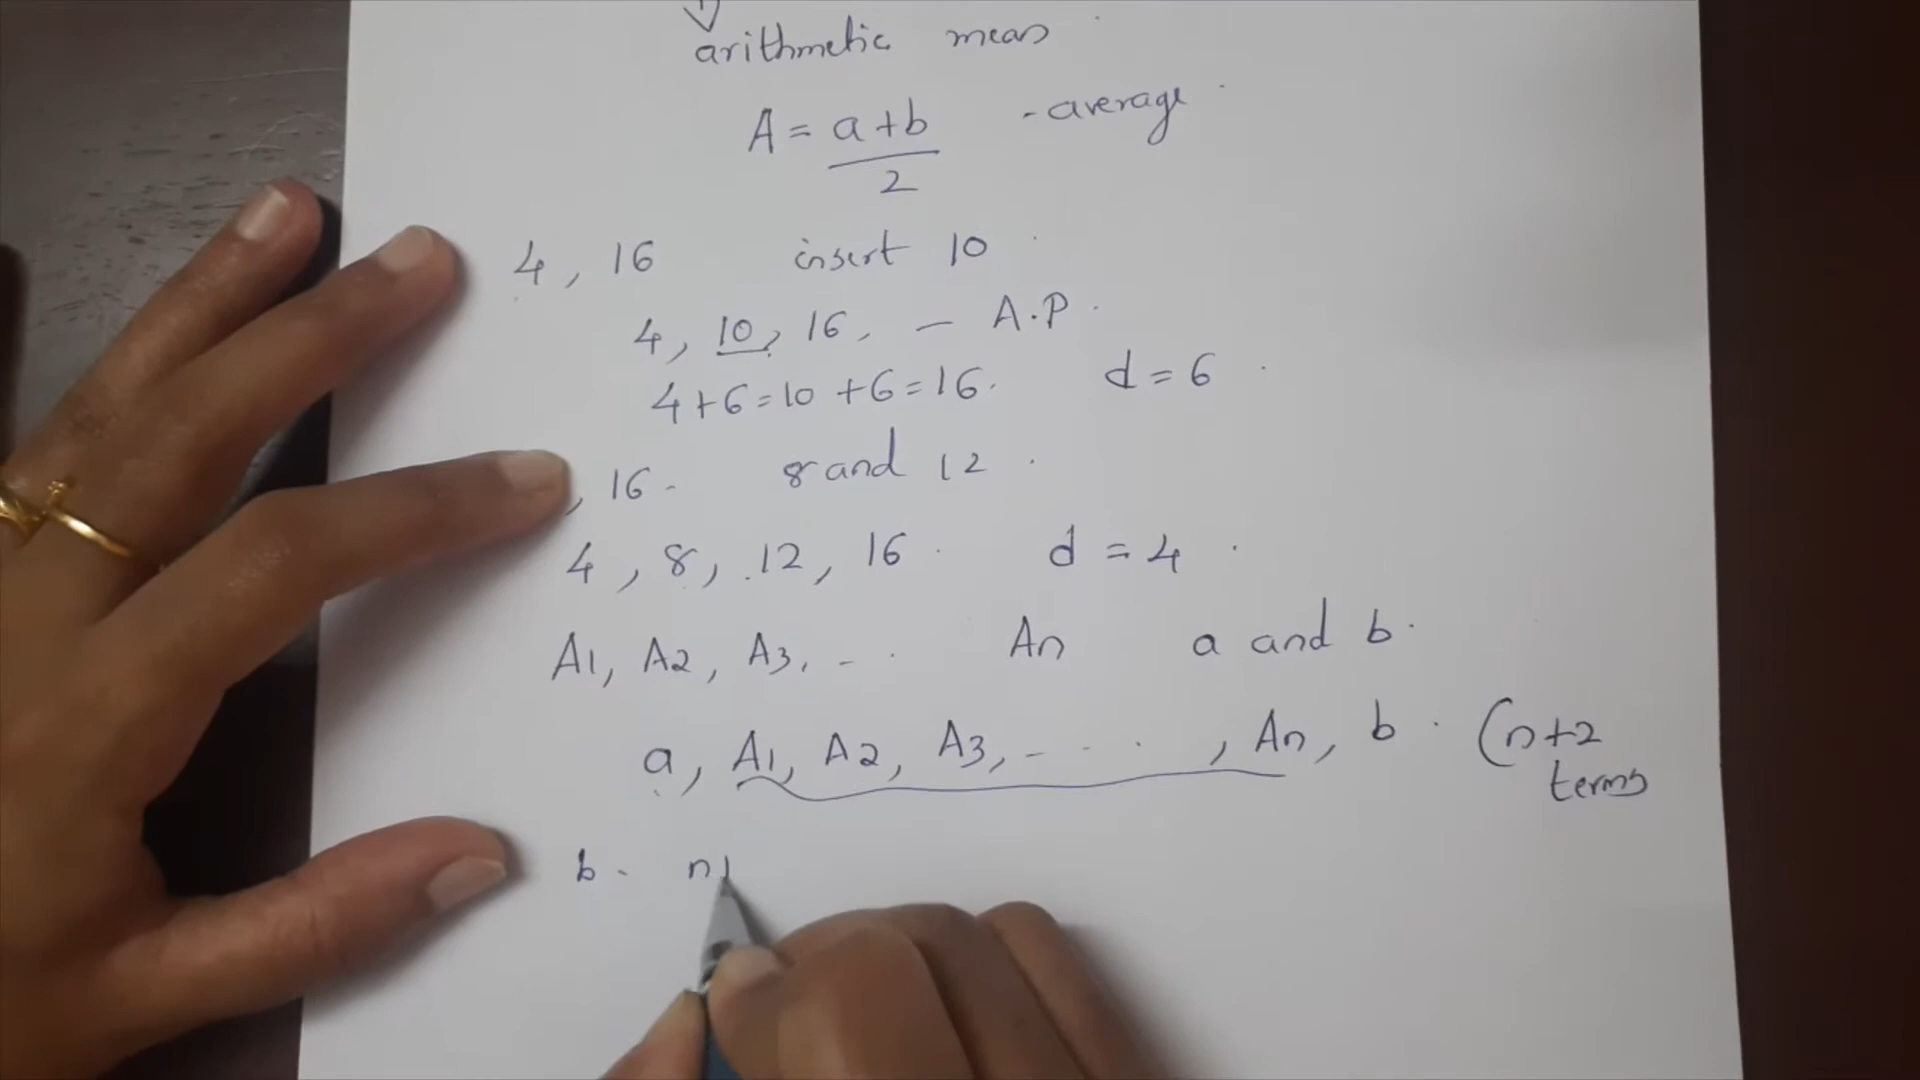 arithmetic mean
A = a+b - average
2
4, 16 insert 10
4, 10, 16, - A.P.
4+6=10+6=16. d=6
, 16. 8 and 12
4, 8, 12, 16. d = 4
A1, A2, A3, - . An a and b.
a, A1, A2, A3, - - . , An, b. (n+2
terms
b. n